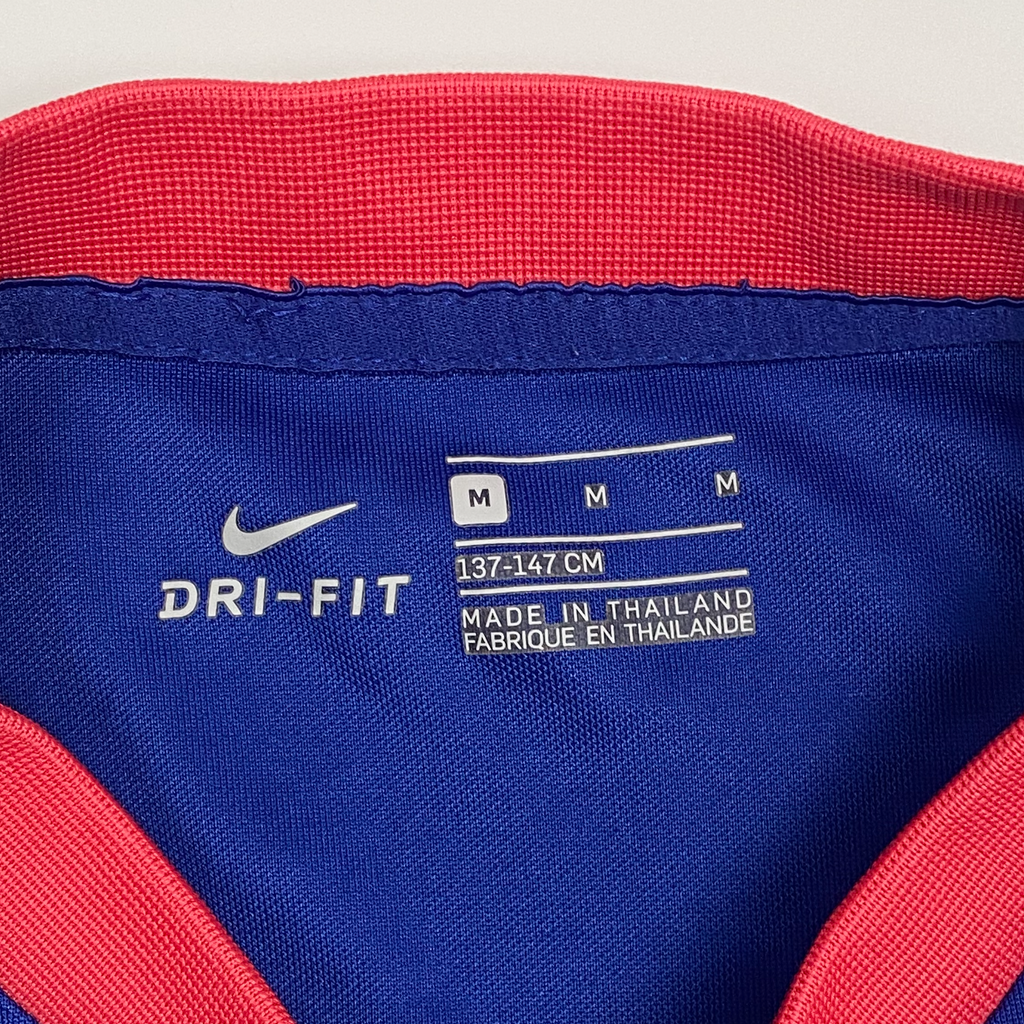 DRI-FIT
M M M
137-147 CM
MADE IN THAILAND
FABRIQUE EN THAILANDE